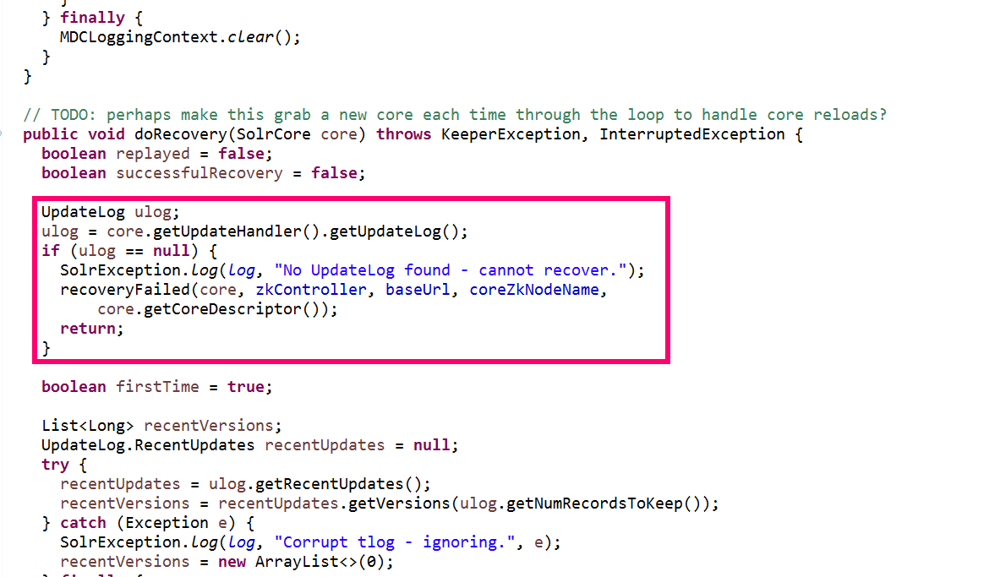 } finally {
MDCLoggingContext.clear();
}
}
// TODO: perhaps make this grab a new core each time through the loop to handle core reloads?
public void doRecovery(SolrCore core) throws KeeperException, InterruptedException {
boolean replayed = false;
boolean successfulRecovery = false;
UpdateLog ulog;
ulog = core.getUpdateHandler().getUpdateLog();
if (ulog == null) {
SolrException.log(log, "No UpdateLog found - cannot recover.");
recoveryFailed(core, zkController, baseUrl, coreZkNodeName,
core.getCoreDescriptor());
return;
}
boolean firstTime = true;
List<Long> recentVersions;
UpdateLog.RecentUpdates recentUpdates = null;
try {
recentUpdates = ulog.getRecentUpdates();
recentVersions = recentUpdates.getVersions(ulog.getNumRecordsToKeep());
} catch (Exception e) {
SolrException.log(log, "Corrupt tlog - ignoring.", e);
recentVersions = new ArrayList<>(0);